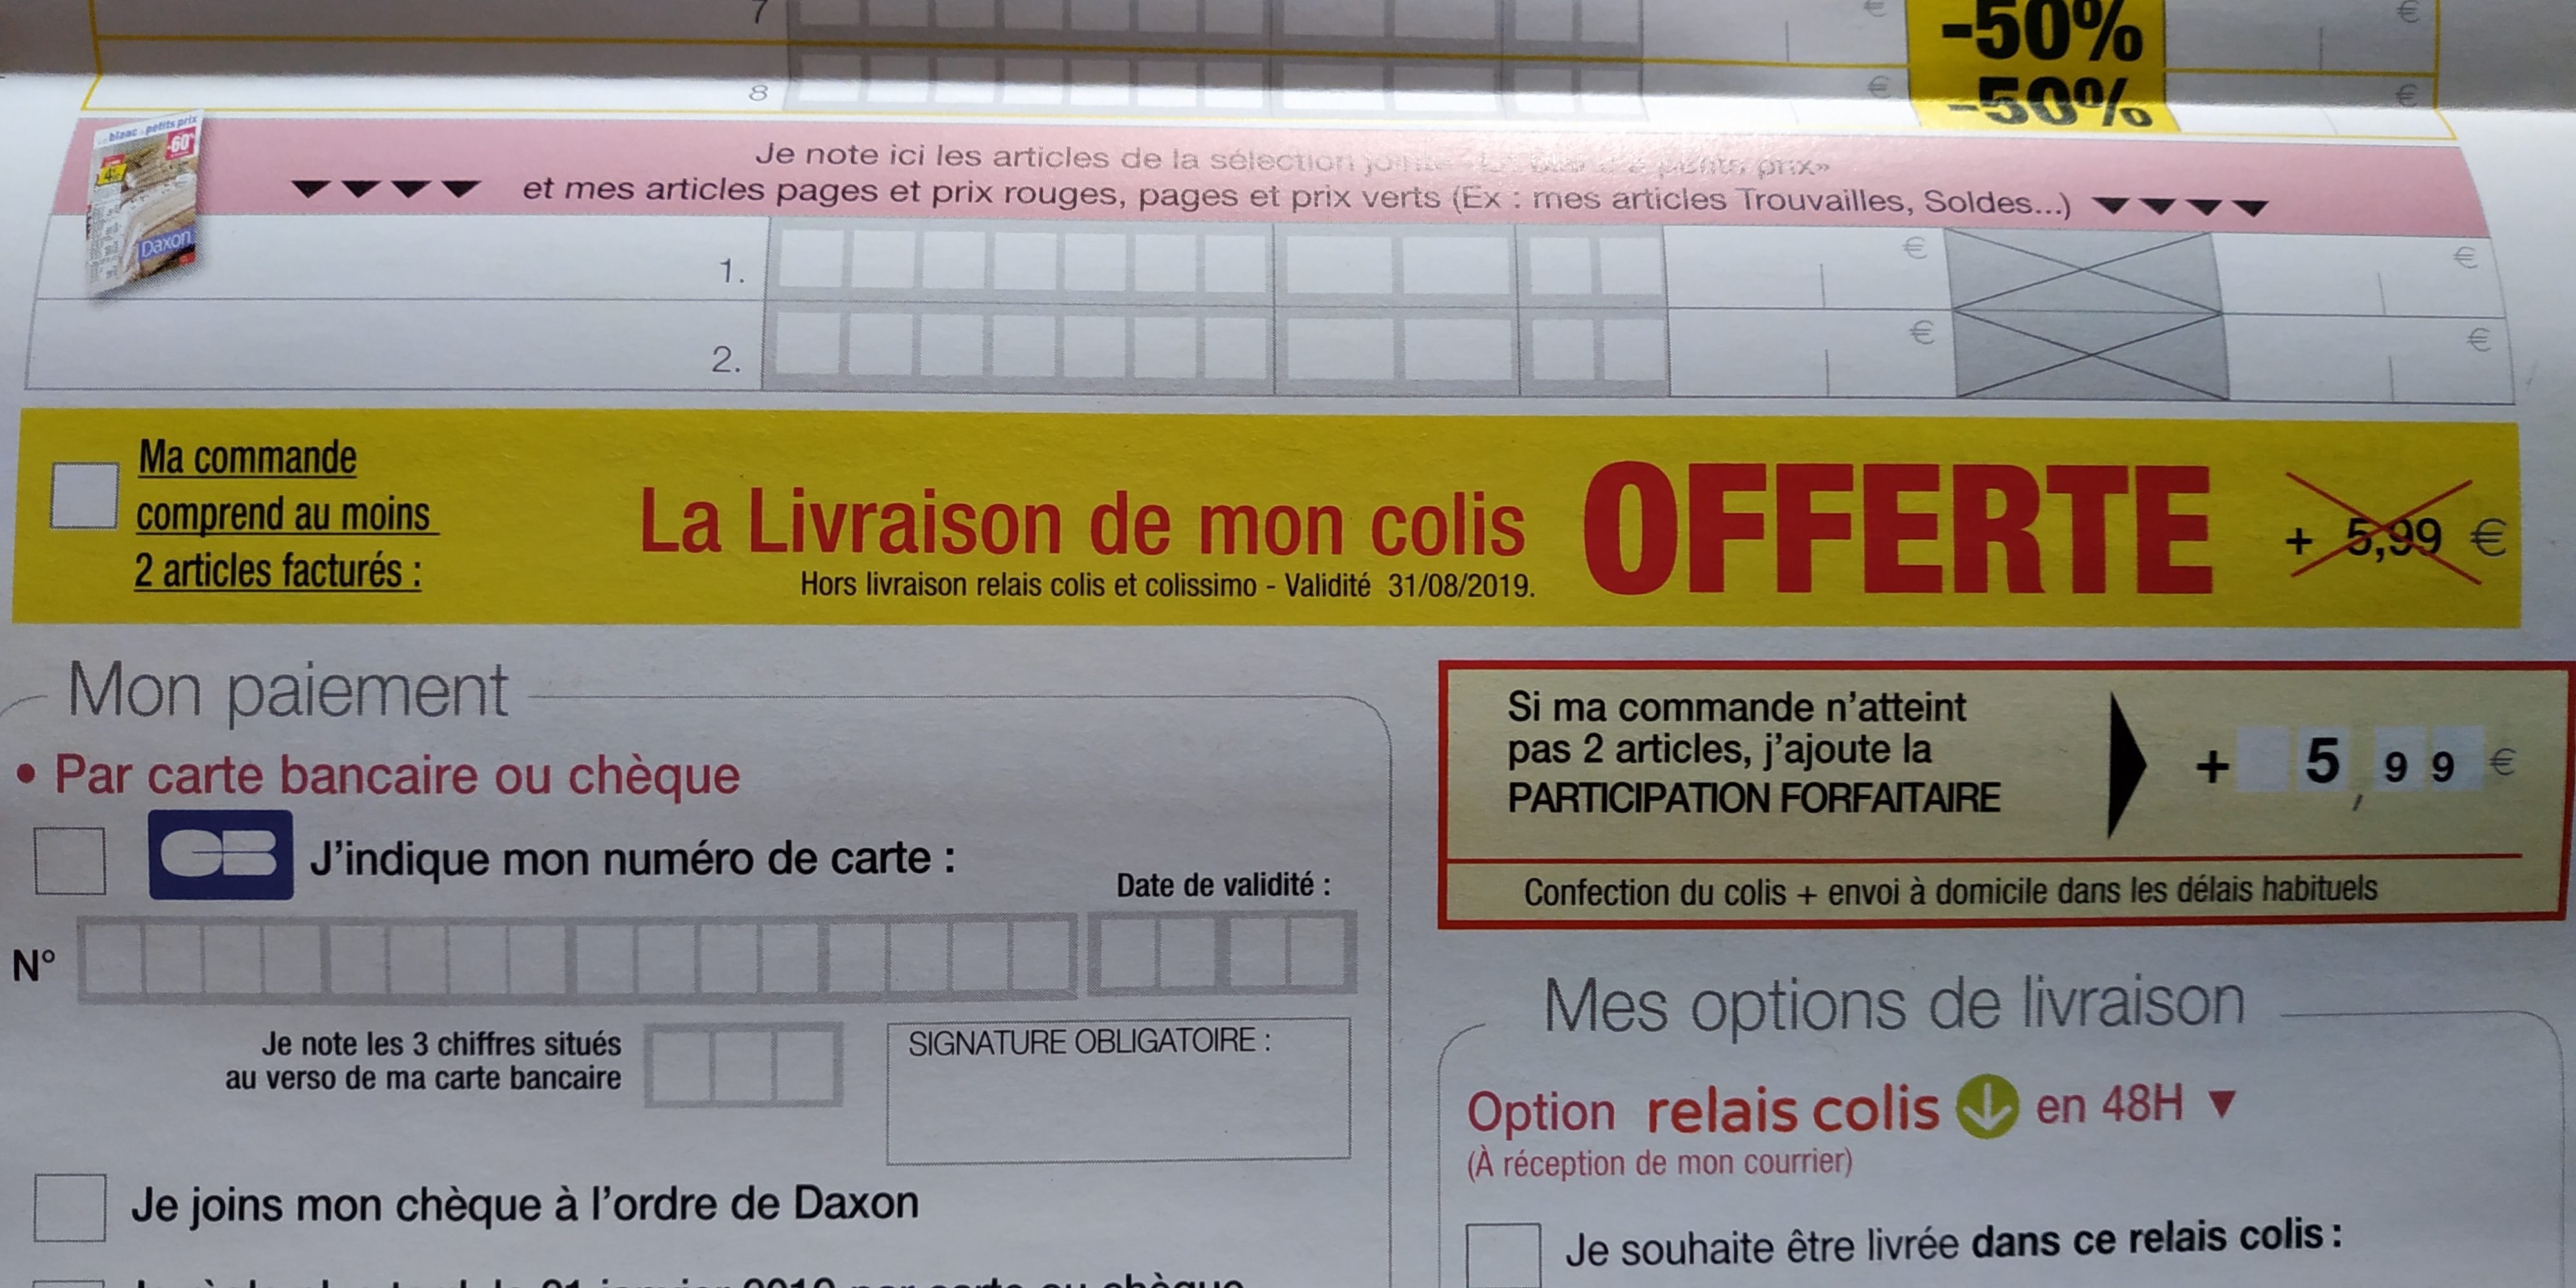 7 € -50% €
8 € -50% €
blanc petits prix
-60%
Je note ici les articles de la sélection prix»
et mes articles pages et prix rouges, pages et prix verts (Ex : mes articles Trouvailles, Soldes...)
Daxon
1. € €
2. € €
Ma commande
comprend au moins
2 articles facturés :
La Livraison de mon colis OFFERTE + 5,99 €
Hors livraison relais colis et colissimo - Validité 31/08/2019.
Mon paiement
• Par carte bancaire ou chèque
CB J’indique mon numéro de carte :
Date de validité :
N°
Je note les 3 chiffres situés
au verso de ma carte bancaire
SIGNATURE OBLIGATOIRE :
Je joins mon chèque à l’ordre de Daxon
Si ma commande n’atteint
pas 2 articles, j’ajoute la
PARTICIPATION FORFAITAIRE
+ 5,99 €
Confection du colis + envoi à domicile dans les délais habituels
Mes options de livraison
Option relais colis en 48H ▼
(À réception de mon courrier)
Je souhaite être livrée dans ce relais colis :